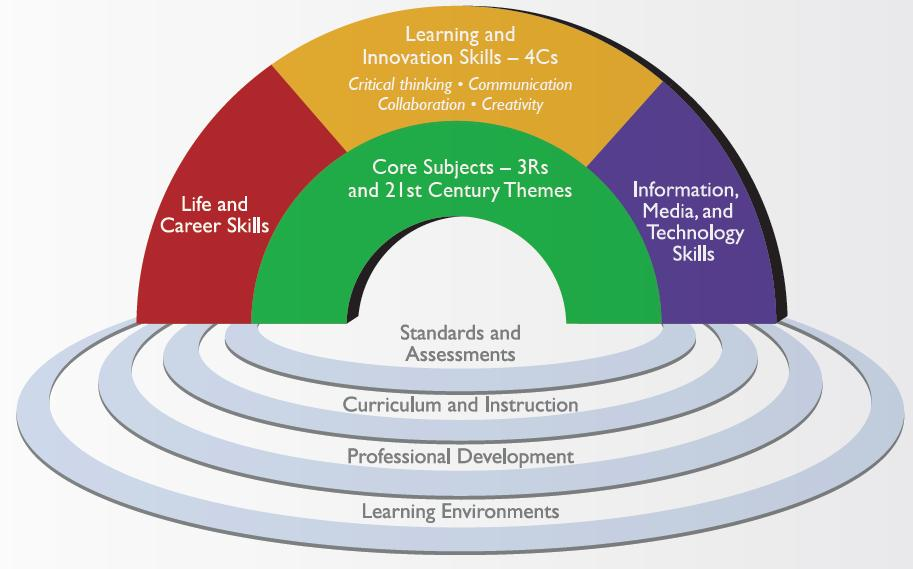 Learning and
Innovation Skills – 4Cs
Critical thinking • Communication
Collaboration • Creativity
Core Subjects – 3Rs
and 21st Century Themes
Life and
Career Skills
Information,
Media, and
Technology
Skills
Standards and
Assessments
Curriculum and Instruction
Professional Development
Learning Environments